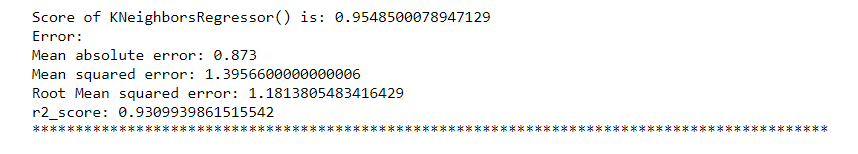 Score of KNeighborsRegressor() is: 0.9548500078947129
Error:
Mean absolute error: 0.873
Mean squared error: 1.3956600000000006
Root Mean squared error: 1.1813805483416429
r2_score: 0.9309939861515542
********************************************************************************************